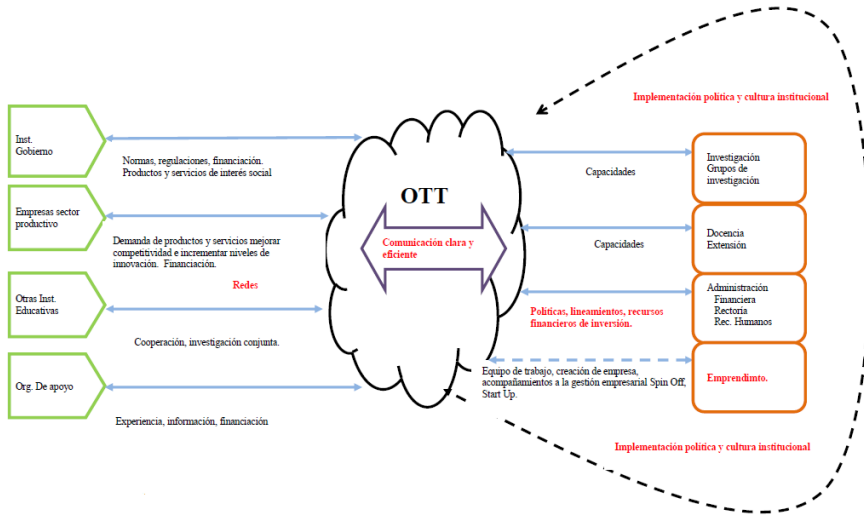 Implementación política y cultura institucional
Inst.
Gobierno
Normas, regulaciones, financiación.
Productos y servicios de interés social
Empresas sector
productivo
Demanda de productos y servicios mejorar
competitividad e incrementar niveles de
innovación. Financiación.
Redes
Otras Inst.
Educativas
Cooperación, investigación conjunta.
Org. De apoyo
Experiencia, información, financiación
OTT
Comunicación clara y
eficiente
Capacidades
Investigación
Grupos de
investigación
Capacidades
Docencia
Extensión
Políticas, lineamientos, recursos
financieros de inversión.
Administración
Financiera
Rectoría
Rec. Humanos
Equipo de trabajo, creación de empresa,
acompañamientos a la gestión empresarial Spin Off,
Start Up.
Emprendimto.
Implementación política y cultura institucional